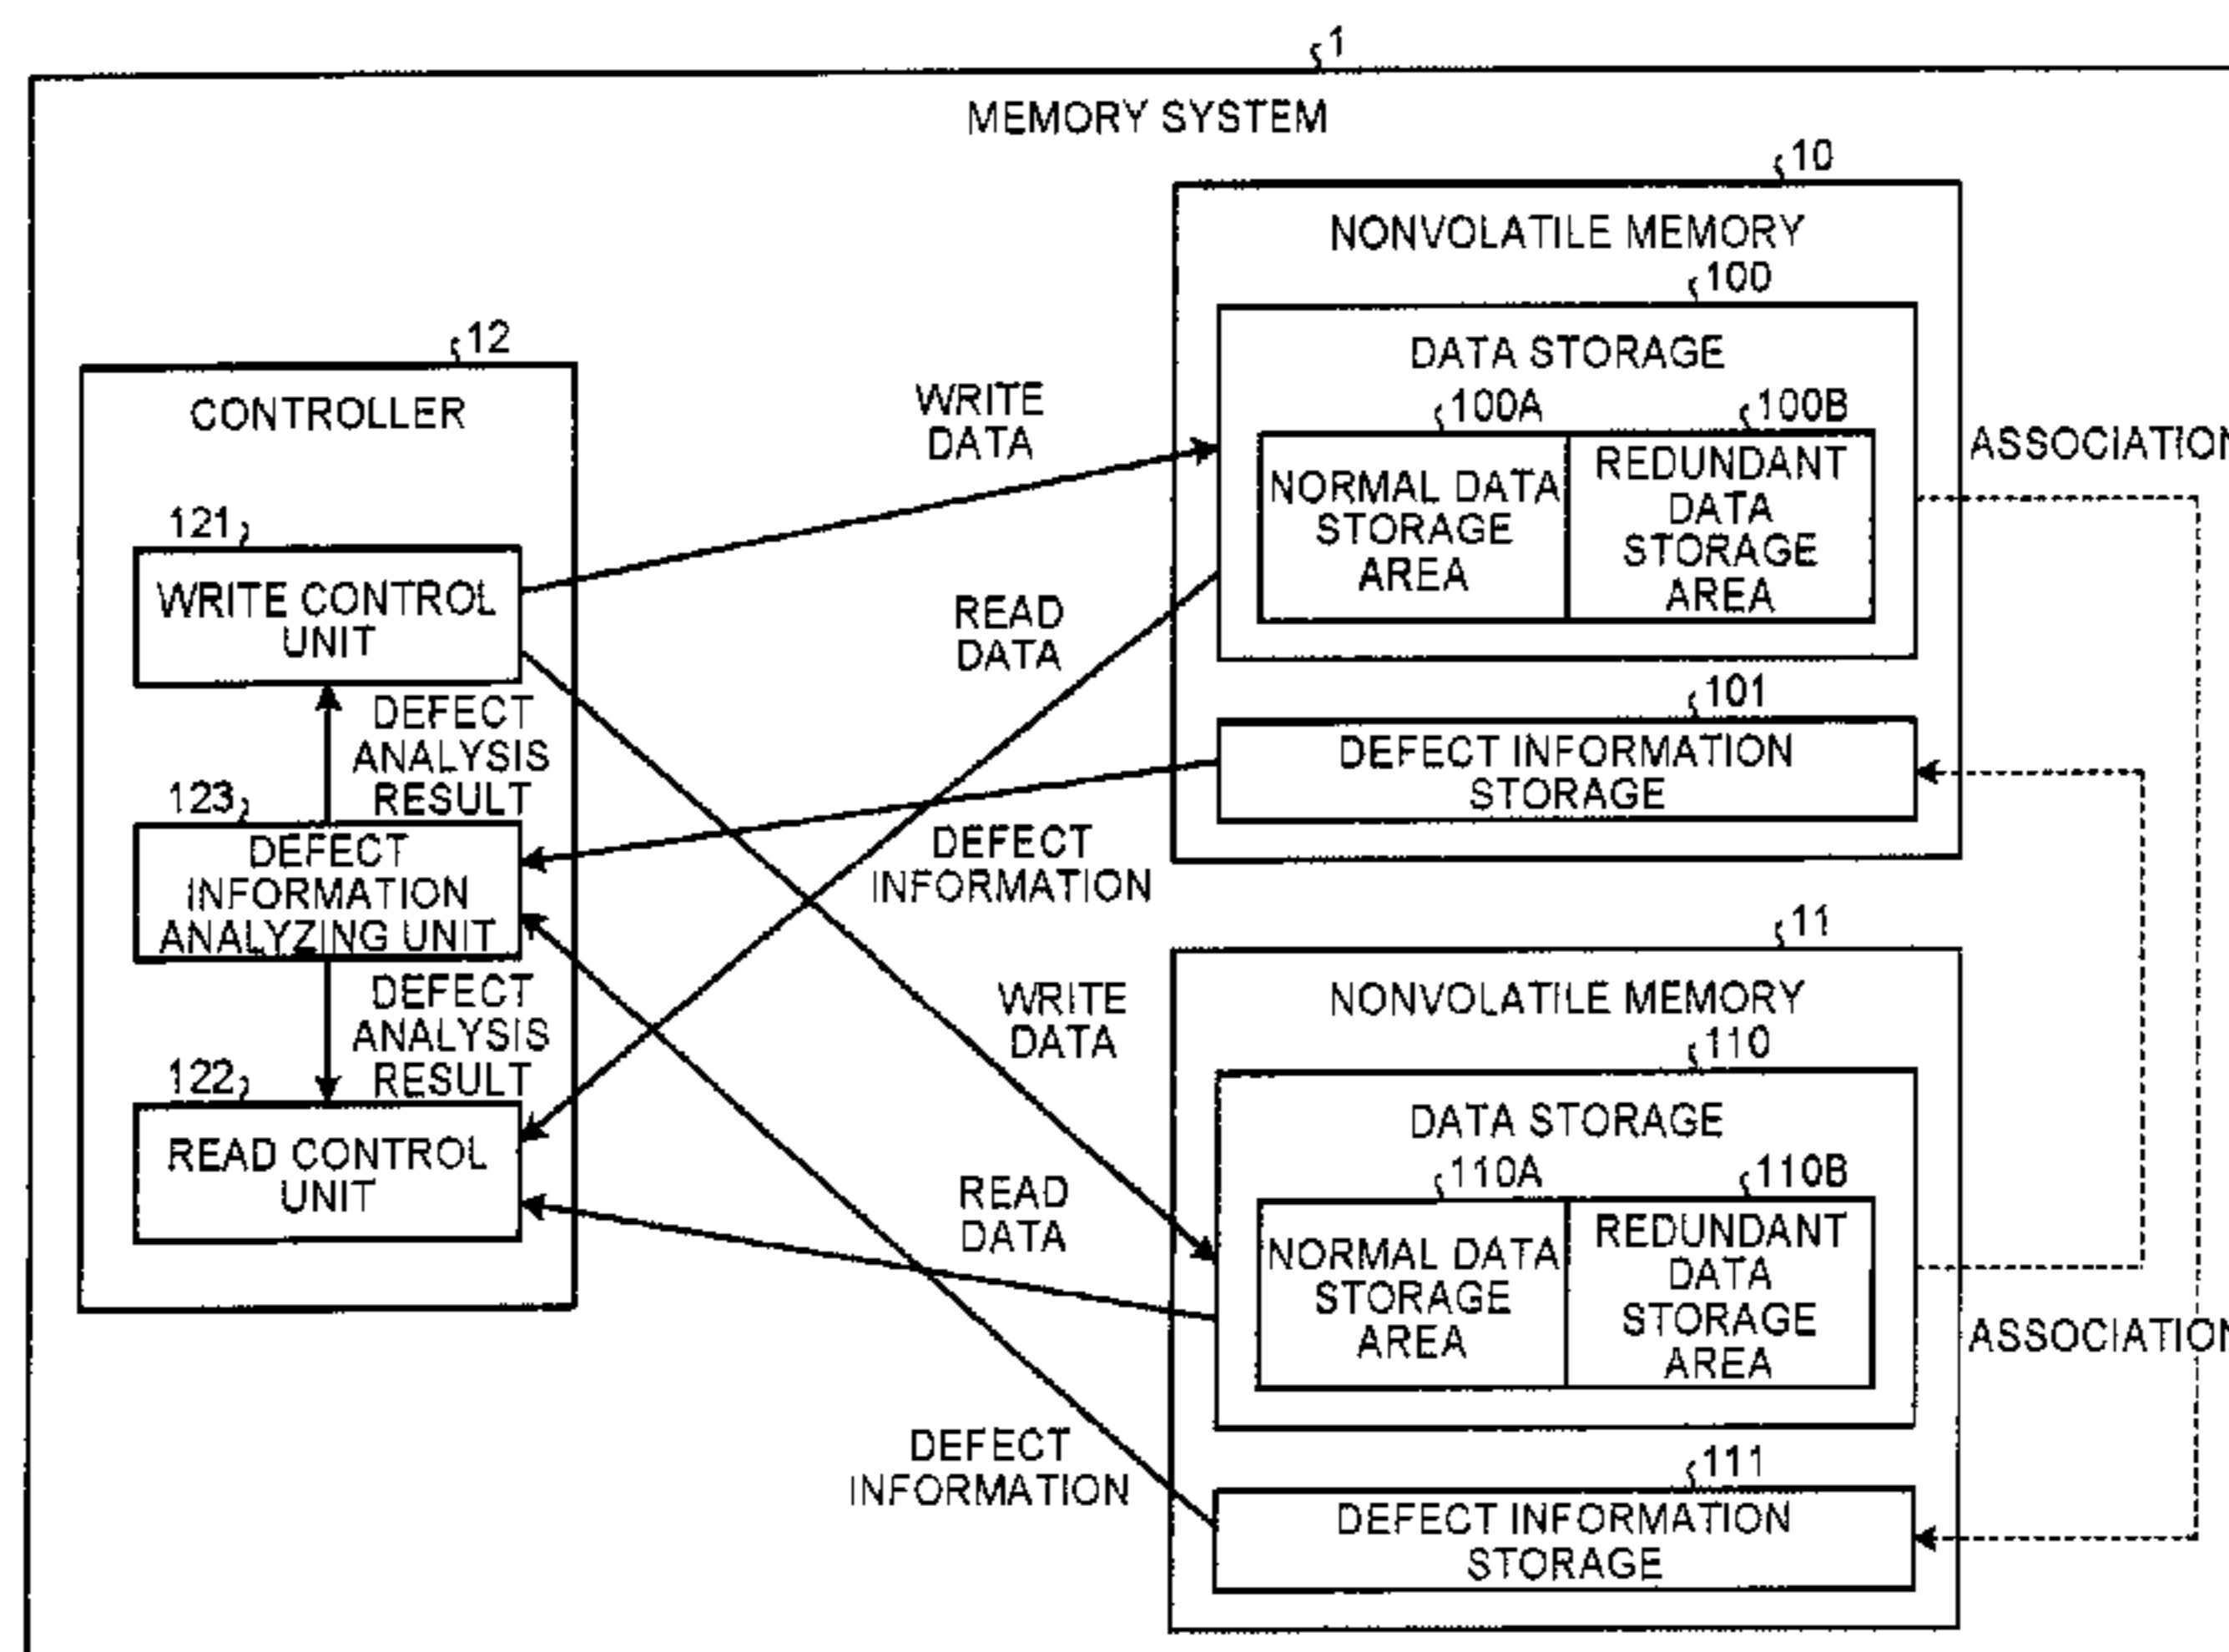 1
MEMORY SYSTEM
10
NONVOLATILE MEMORY
100
DATA STORAGE
100A
100B
NORMAL DATA
STORAGE
AREA
REDUNDANT
DATA
STORAGE
AREA
ASSOCIATION
101
DEFECT INFORMATION
STORAGE
12
CONTROLLER
121
WRITE CONTROL
UNIT
DEFECT
ANALYSIS
RESULT
123
DEFECT
INFORMATION
ANALYZING UNIT
DEFECT
ANALYSIS
RESULT
122
READ CONTROL
UNIT
WRITE
DATA
READ
DATA
DEFECT
INFORMATION
WRITE
DATA
READ
DATA
DEFECT
INFORMATION
11
NONVOLATILE MEMORY
110
DATA STORAGE
110A
110B
NORMAL DATA
STORAGE
AREA
REDUNDANT
DATA
STORAGE
AREA
ASSOCIATION
111
DEFECT INFORMATION
STORAGE